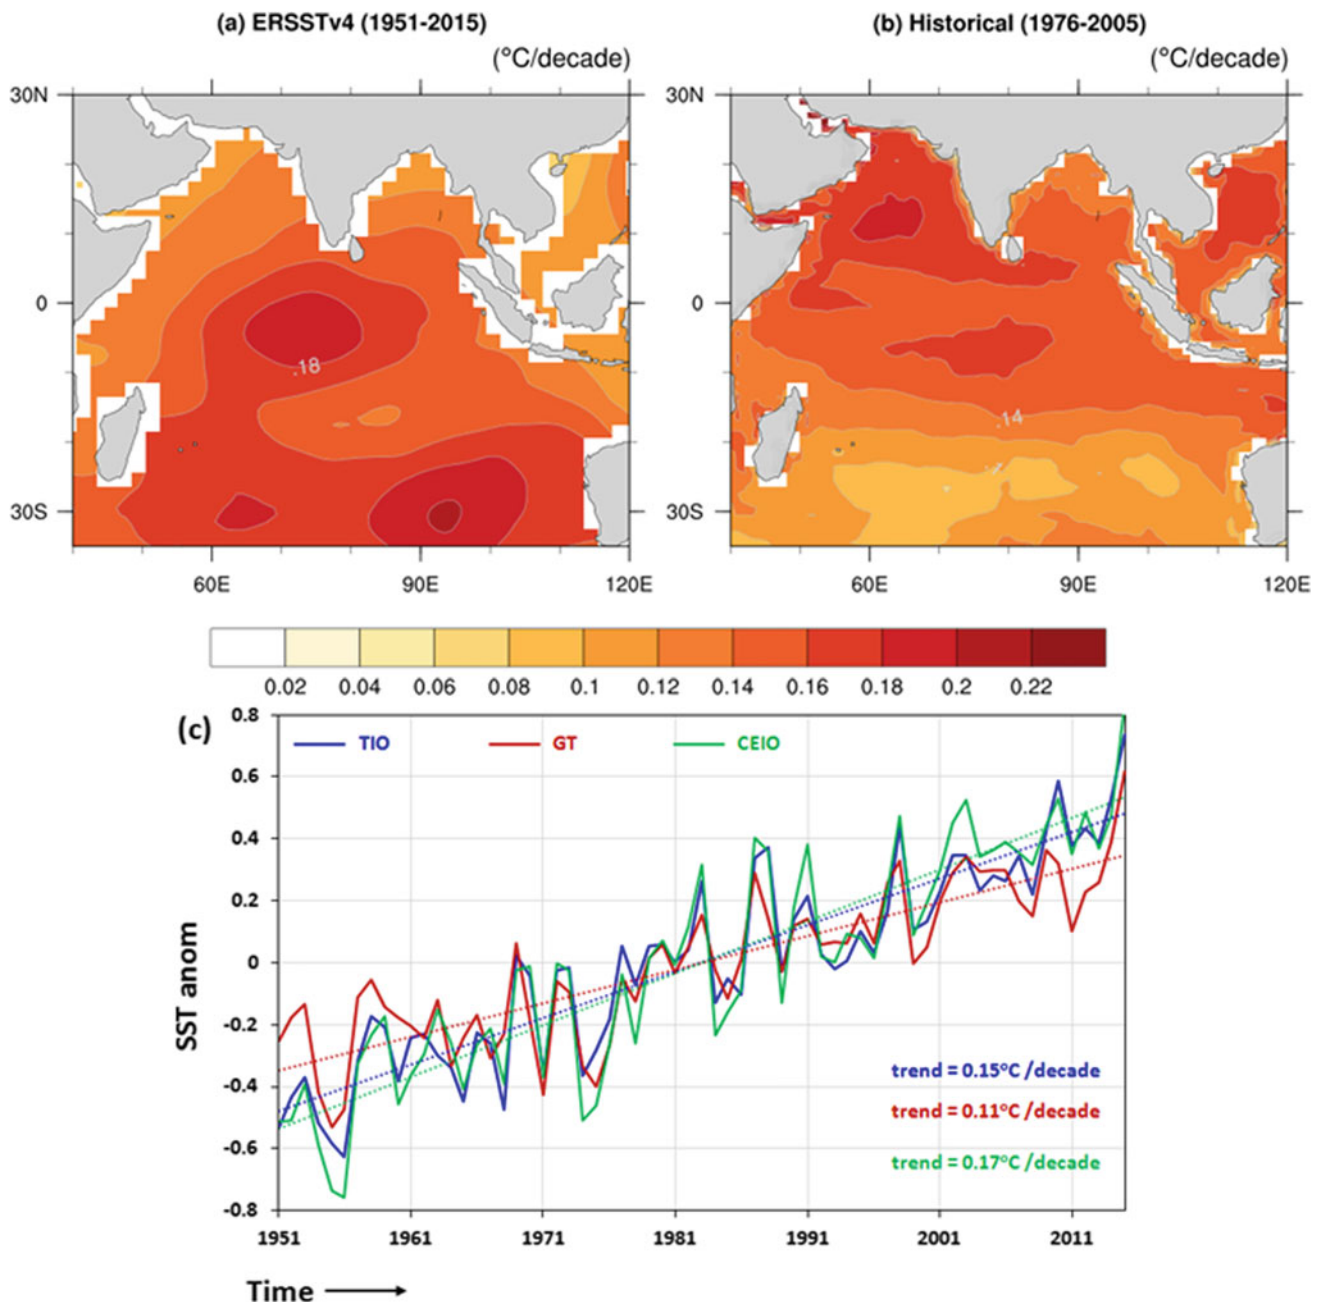 (a) ERSSTv4 (1951-2015)
(°C/decade)
30N
0
30S
60E 90E 120E
.18
(b) Historical (1976-2005)
(°C/decade)
30N
0
30S
60E 90E 120E
.14
0.02 0.04 0.06 0.08 0.1 0.12 0.14 0.16 0.18 0.2 0.22
(c)
TIO GT CEIO
SST anom
0.8
0.6
0.4
0.2
0
-0.2
-0.4
-0.6
-0.8
trend = 0.15°C /decade
trend = 0.11°C /decade
trend = 0.17°C /decade
1951 1961 1971 1981 1991 2001 2011
Time